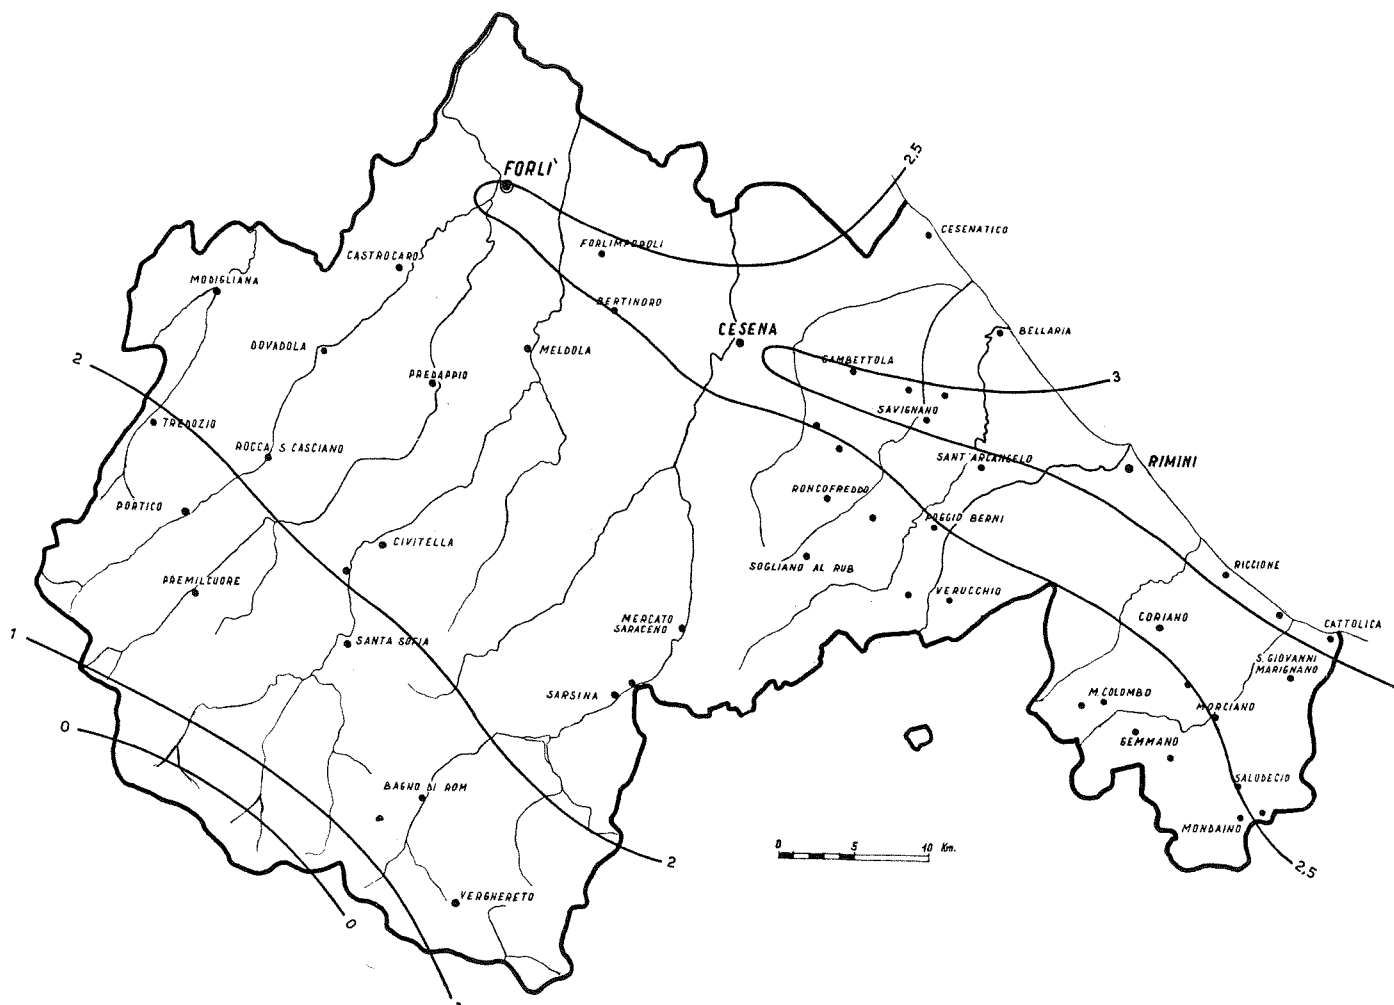 2,5
FORLI'
CESENATICO
FORLIMPOPOLI
CASTROCARO
MODIGLIANA
BERTINORO
CESENA
BELLARIA
DOVADOLA
MELDOLA
2
GAMBETTOLA
PREDAPPIO
3
SAVIGNANO
TREDOZIO
ROCCA S. CASCIANO
SANT'ARCANGELO
RIMINI
RONCOFREDDO
PORTICO
POGGIO BERNI
CIVITELLA
SOGLIANO AL RUB
RICCIONE
PREMILCUORE
VERUCCHIO
MERCATO
SARACENO
CORIANO
CATTOLICA
1
SANTA SOFIA
S. GIOVANNI
MARIGNANO
SARSINA
M. COLOMBO
MORCIANO
0
GEMMANO
BAGNO DI ROM
SALUDECIO
MONDAINO
0 5 10 Km.
2
2,5
VERGHERETO
0